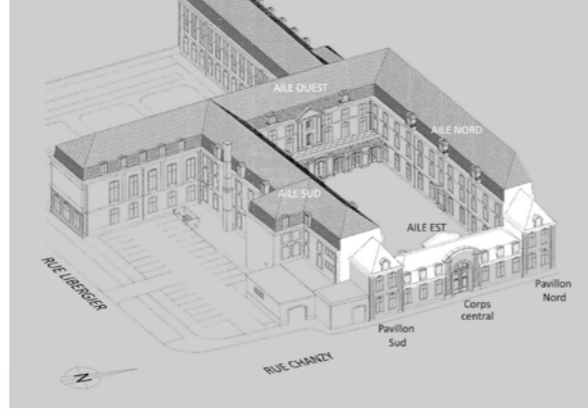 AILE OUEST
AILE NORD
AILE SUD
AILE EST
RUE LIBERGIER
Pavillon
Nord
Corps
central
Pavillon
Sud
RUE CHANZY
N